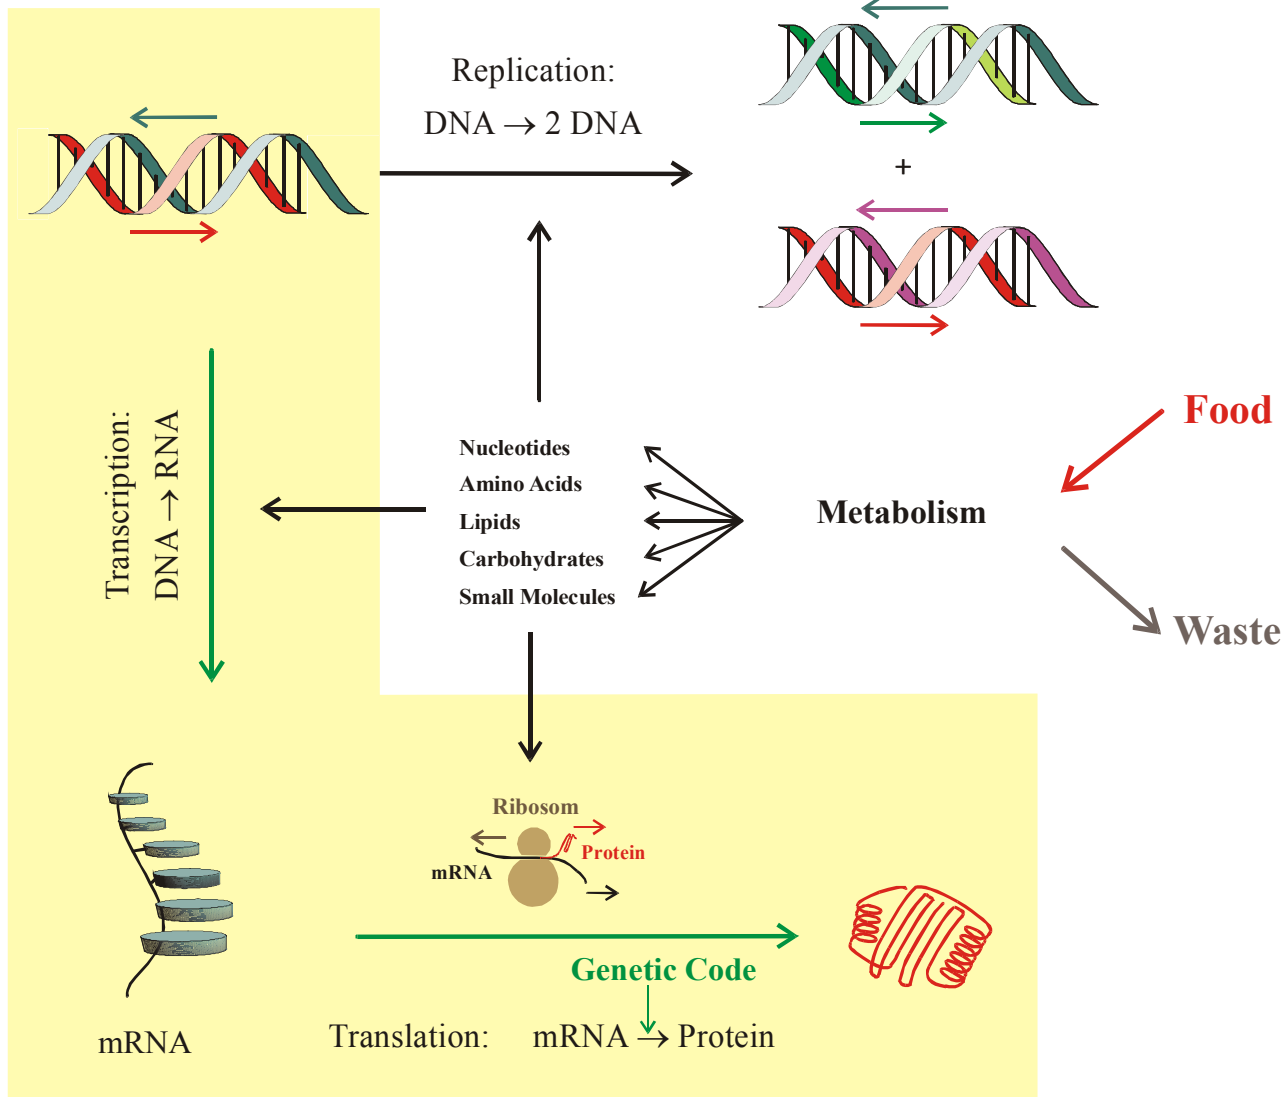 Replication:
DNA → 2 DNA
+
Transcription:
DNA → RNA
Nucleotides
Amino Acids
Lipids
Carbohydrates
Small Molecules
Metabolism
Food
Waste
Ribosom
Protein
mRNA
Genetic Code
mRNA
Translation: mRNA → Protein